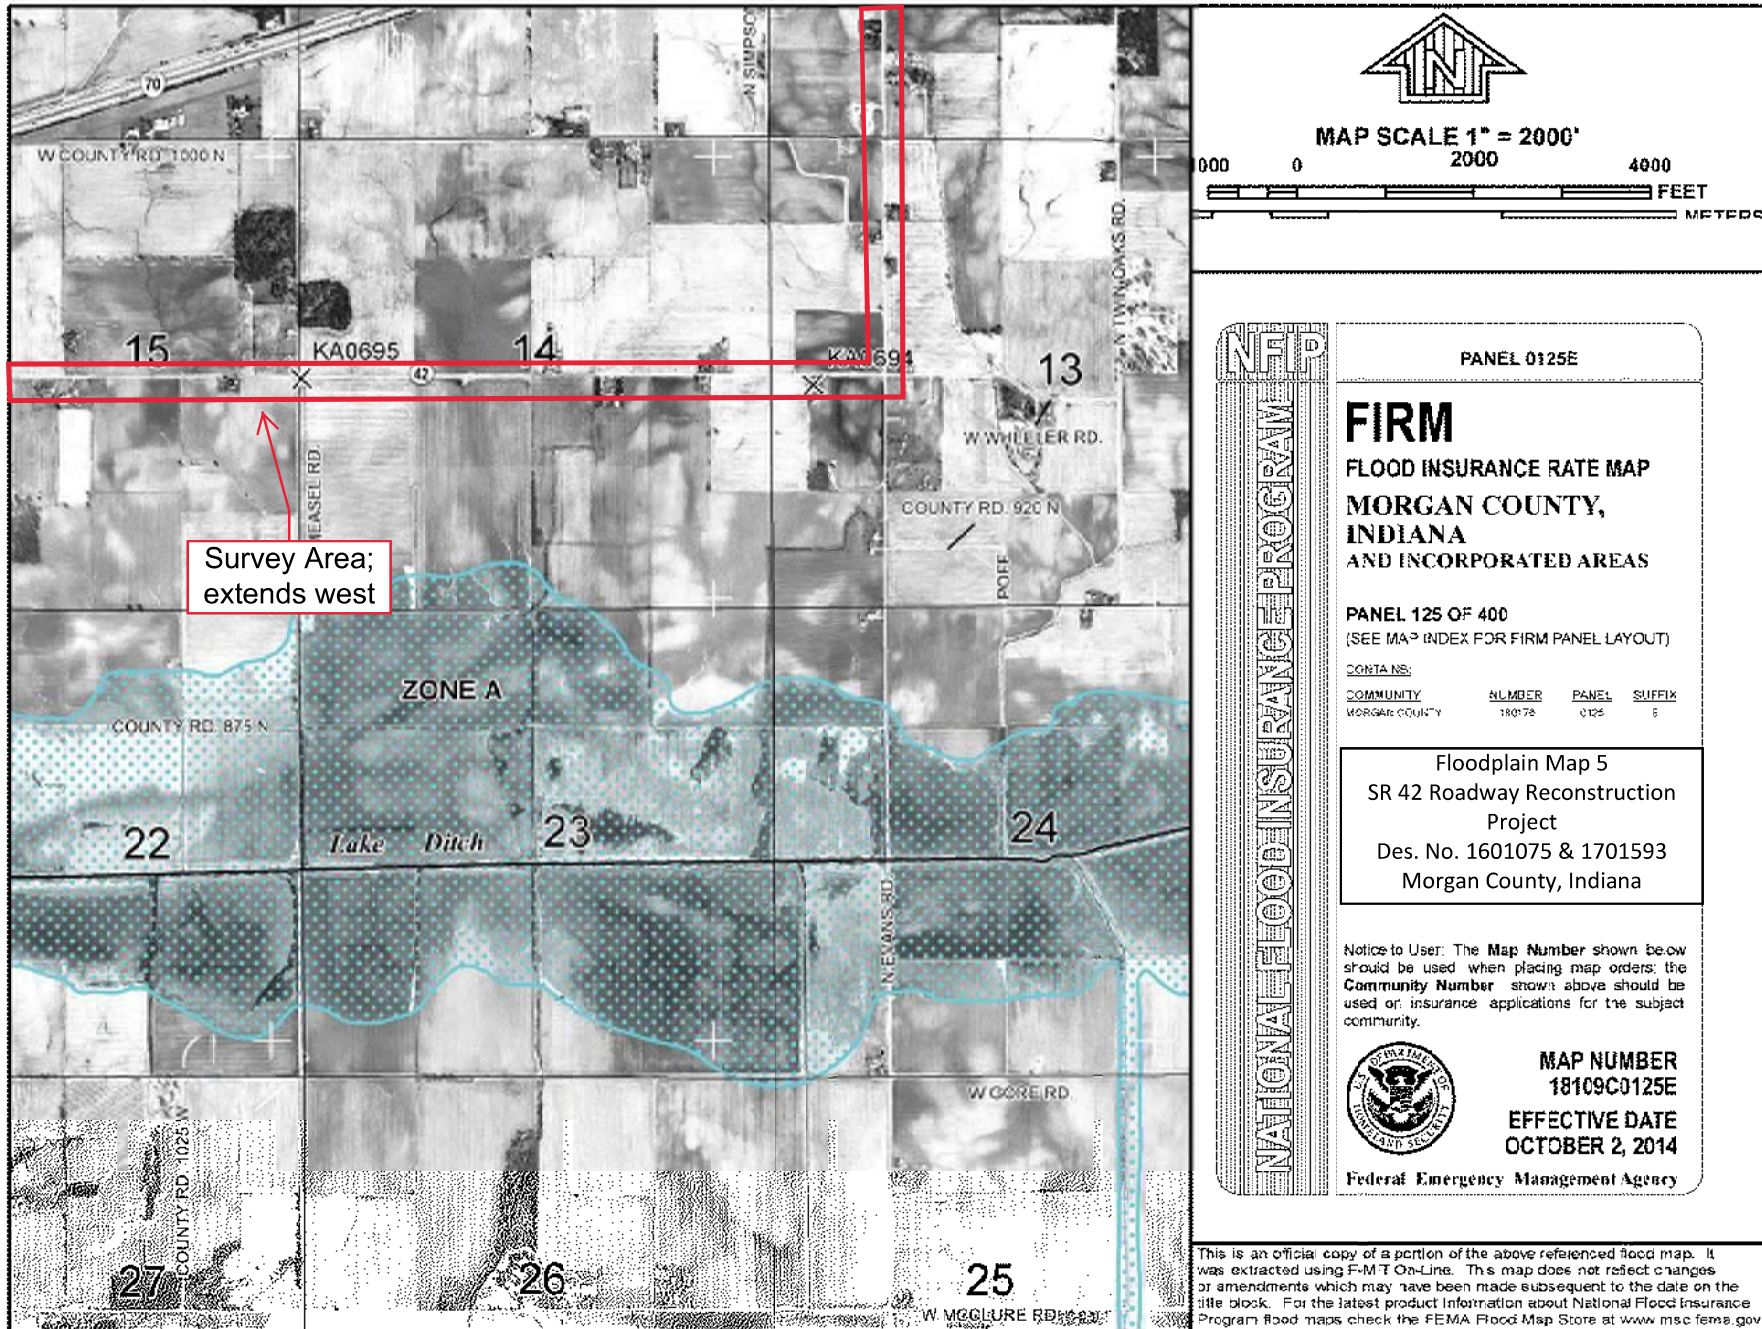 70
N SIMPSON
W COUNTY RD. 1000 N
N TWIN OAKS RD.
15
KA0695
14
KA0694
42
13
W WHEELER RD.
MEASEL RD.
COUNTY RD. 920 N
POFF
Survey Area;
extends west
ZONE A
COUNTY RD. 875 N
22
Lake Ditch
23
24
N EVANS RD.
W GORE RD.
COUNTY RD 1025 W
27
26
25
W MCCLURE RD
N
MAP SCALE 1" = 2000'
000 0 2000 4000
FEET
METERS
NFIP
NATIONAL FLOOD INSURANCE PROGRAM
PANEL 0125E
FIRM
FLOOD INSURANCE RATE MAP
MORGAN COUNTY,
INDIANA
AND INCORPORATED AREAS
PANEL 125 OF 400
(SEE MAP INDEX FOR FIRM PANEL LAYOUT)
CONTAINS:
COMMUNITY NUMBER PANEL SUFFIX
MORGAN COUNTY 180176 0125 E
Floodplain Map 5
SR 42 Roadway Reconstruction
Project
Des. No. 1601075 & 1701593
Morgan County, Indiana
Notice to User: The Map Number shown below
should be used when placing map orders; the
Community Number shown above should be
used on insurance applications for the subject
community.
U.S. DEPARTMENT OF HOMELAND SECURITY
MAP NUMBER
18109C0125E
EFFECTIVE DATE
OCTOBER 2, 2014
Federal Emergency Management Agency
This is an official copy of a portion of the above referenced flood map. It
was extracted using F-MIT On-Line. This map does not reflect changes
or amendments which may have been made subsequent to the date on the
title block. For the latest product information about National Flood Insurance
Program flood maps check the FEMA Flood Map Store at www.msc.fema.gov